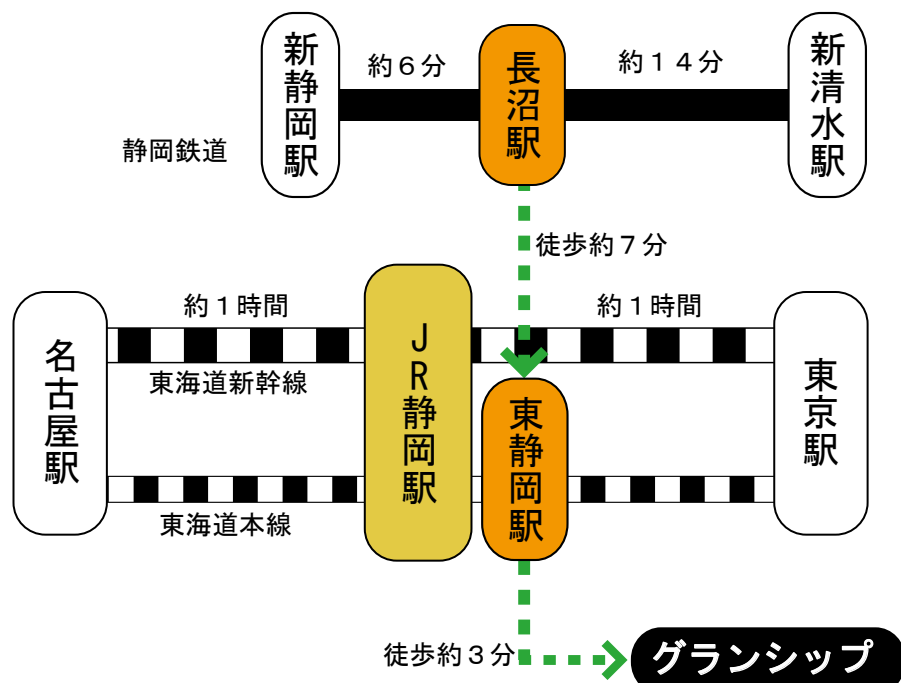 新静岡駅
約６分
長沼駅
約１４分
新清水駅
静岡鉄道
徒歩約７分
名古屋駅
約１時間
東海道新幹線
東海道本線
JR静岡駅
約１時間
東静岡駅
東京駅
徒歩約３分
グランシップ